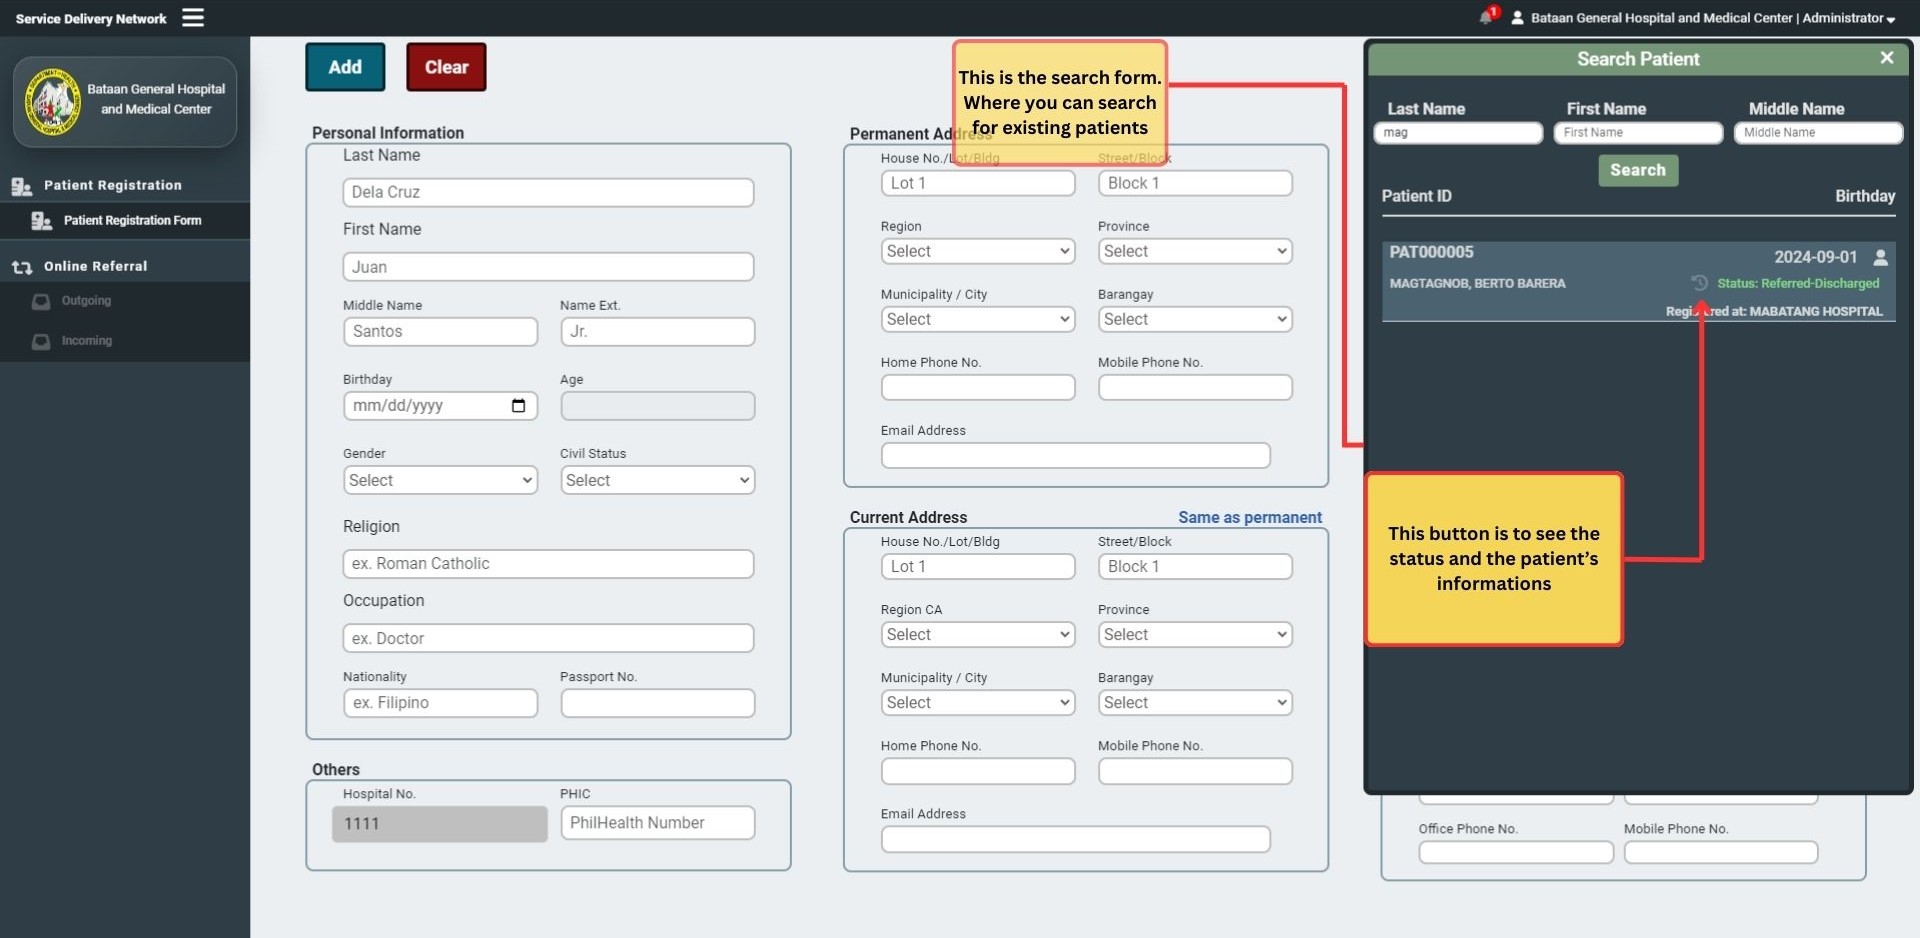 Service Delivery Network
1
Bataan General Hospital and Medical Center | Administrator
Bataan General Hospital
and Medical Center
Patient Registration
Patient Registration Form
Online Referral
Outgoing
Incoming
Add
Clear
Personal Information
Last Name
Dela Cruz
First Name
Juan
Middle Name
Name Ext.
Santos
Jr.
Birthday
Age
mm/dd/yyyy
Gender
Civil Status
Select
Select
Religion
ex. Roman Catholic
Occupation
ex. Doctor
Nationality
Passport No.
ex. Filipino
Others
Hospital No.
PHIC
1111
PhilHealth Number
This is the search form.
Where you can search
for existing patients
Permanent Address
House No./Lot/Bldg
Street/Block
Lot 1
Block 1
Region
Province
Select
Select
Municipality / City
Barangay
Select
Select
Home Phone No.
Mobile Phone No.
Email Address
Current Address
Same as permanent
House No./Lot/Bldg
Street/Block
Lot 1
Block 1
Region CA
Province
Select
Select
Municipality / City
Barangay
Select
Select
Home Phone No.
Mobile Phone No.
Email Address
Search Patient
Last Name
First Name
Middle Name
mag
First Name
Middle Name
Search
Patient ID
Birthday
PAT000005
2024-09-01
MAGTAGNOB, BERTO BARERA
Status: Referred-Discharged
Registered at: MABATANG HOSPITAL
This button is to see the
status and the patient's
informations
Office Phone No.
Mobile Phone No.